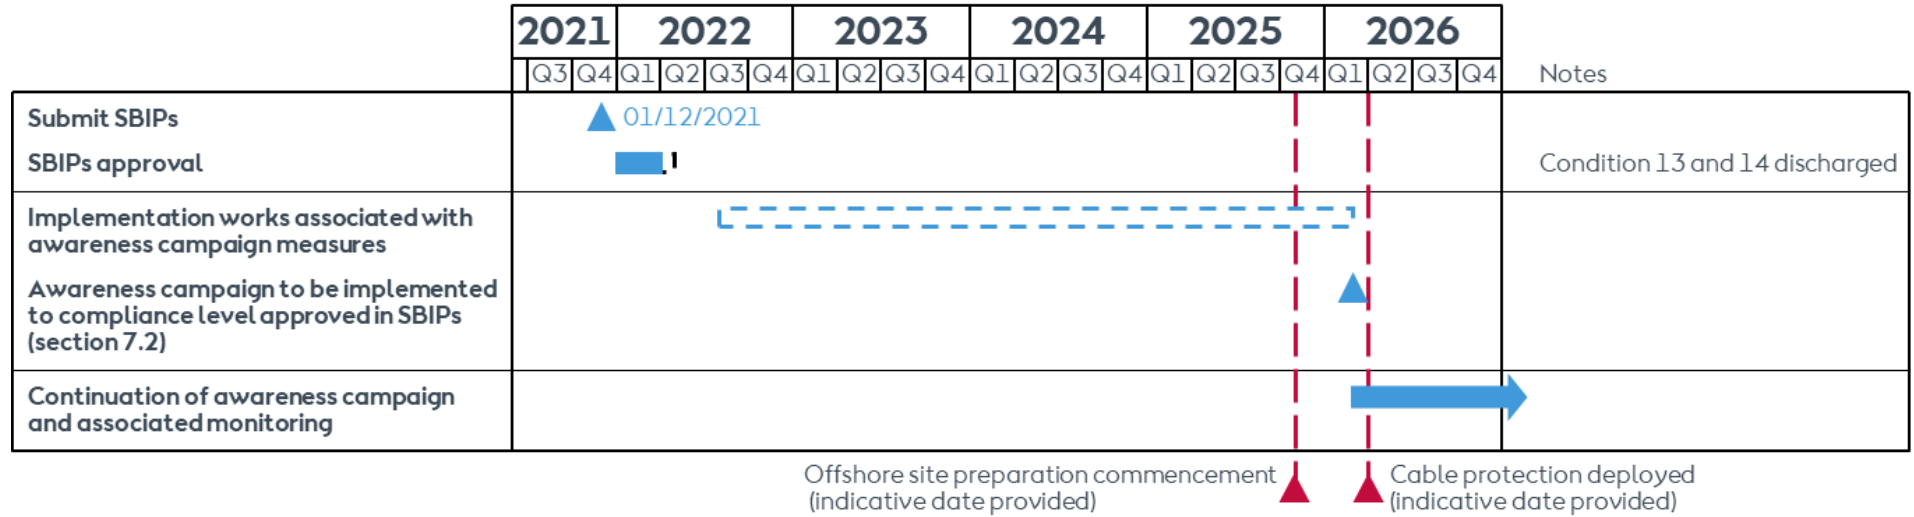 2021 2022 2023 2024 2025 2026
Q3 Q4 Q1 Q2 Q3 Q4 Q1 Q2 Q3 Q4 Q1 Q2 Q3 Q4 Q1 Q2 Q3 Q4 Q1 Q2 Q3 Q4 Notes
Submit SBIPs 01/12/2021
SBIPs approval Condition 13 and 14 discharged
Implementation works associated with
awareness campaign measures
Awareness campaign to be implemented
to compliance level approved in SBIPs
(section 7.2)
Continuation of awareness campaign
and associated monitoring
Offshore site preparation commencement
(indicative date provided)
Cable protection deployed
(indicative date provided)